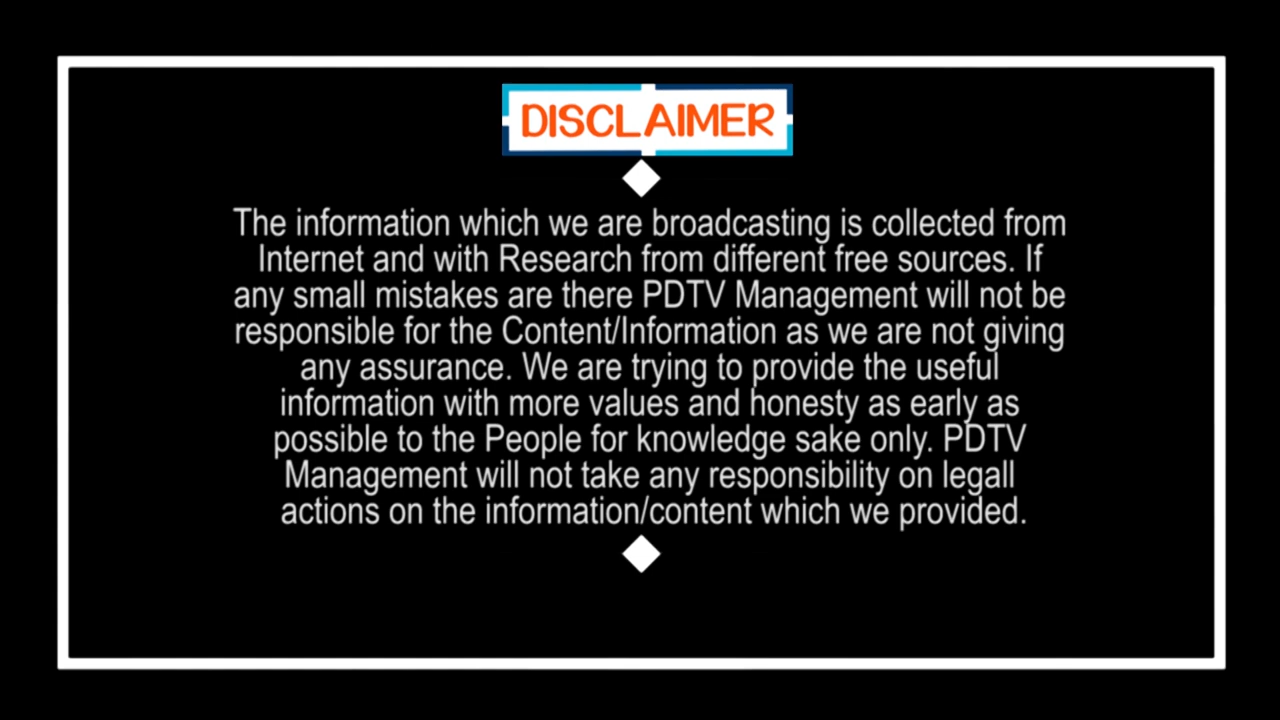 DISCLAIMER
The information which we are broadcasting is collected from
Internet and with Research from different free sources. If
any small mistakes are there PDTV Management will not be
responsible for the Content/Information as we are not giving
any assurance. We are trying to provide the useful
information with more values and honesty as early as
possible to the People for knowledge sake only. PDTV
Management will not take any responsibility on legall
actions on the information/content which we provided.